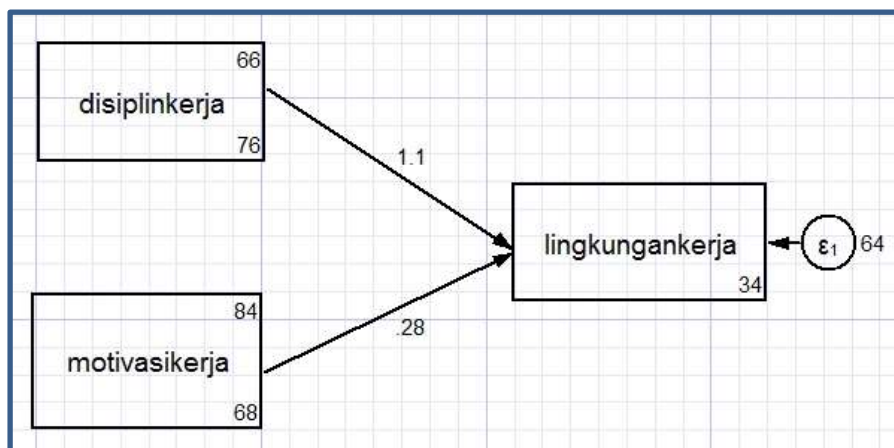 66
disiplinkerja
76
1.1
lingkungankerja
ε1
64
34
84
.28
motivasikerja
68